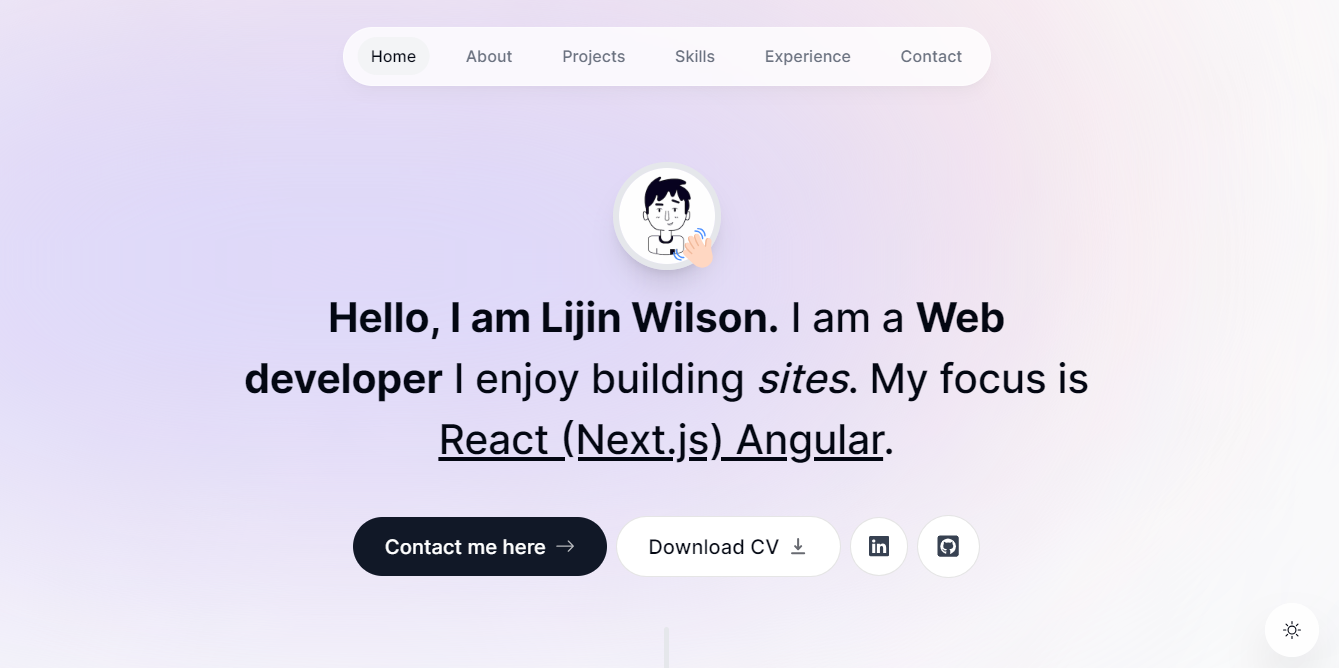 Home About Projects Skills Experience Contact
Hello, I am Lijin Wilson. I am a Web
developer I enjoy building sites. My focus is
React (Next.js) Angular.
Contact me here Download CV